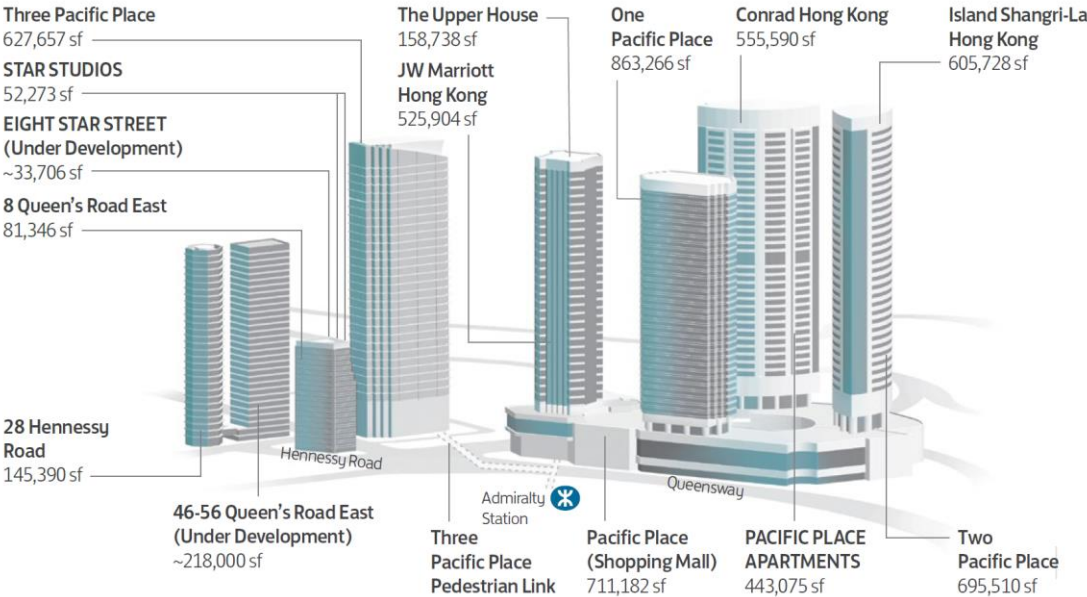 Three Pacific Place
627,657 sf
STAR STUDIOS
52,273 sf
EIGHT STAR STREET
(Under Development)
~33,706 sf
8 Queen's Road East
81,346 sf
28 Hennessy
Road
145,390 sf
46-56 Queen's Road East
(Under Development)
~218,000 sf
Hennessy Road
The Upper House
158,738 sf
JW Marriott
Hong Kong
525,904 sf
One
Pacific Place
863,266 sf
Conrad Hong Kong
555,590 sf
Island Shangri-La
Hong Kong
605,728 sf
Admiralty
Station
Queensway
Three
Pacific Place
Pedestrian Link
Pacific Place
(Shopping Mall)
711,182 sf
PACIFIC PLACE
APARTMENTS
443,075 sf
Two
Pacific Place
695,510 sf